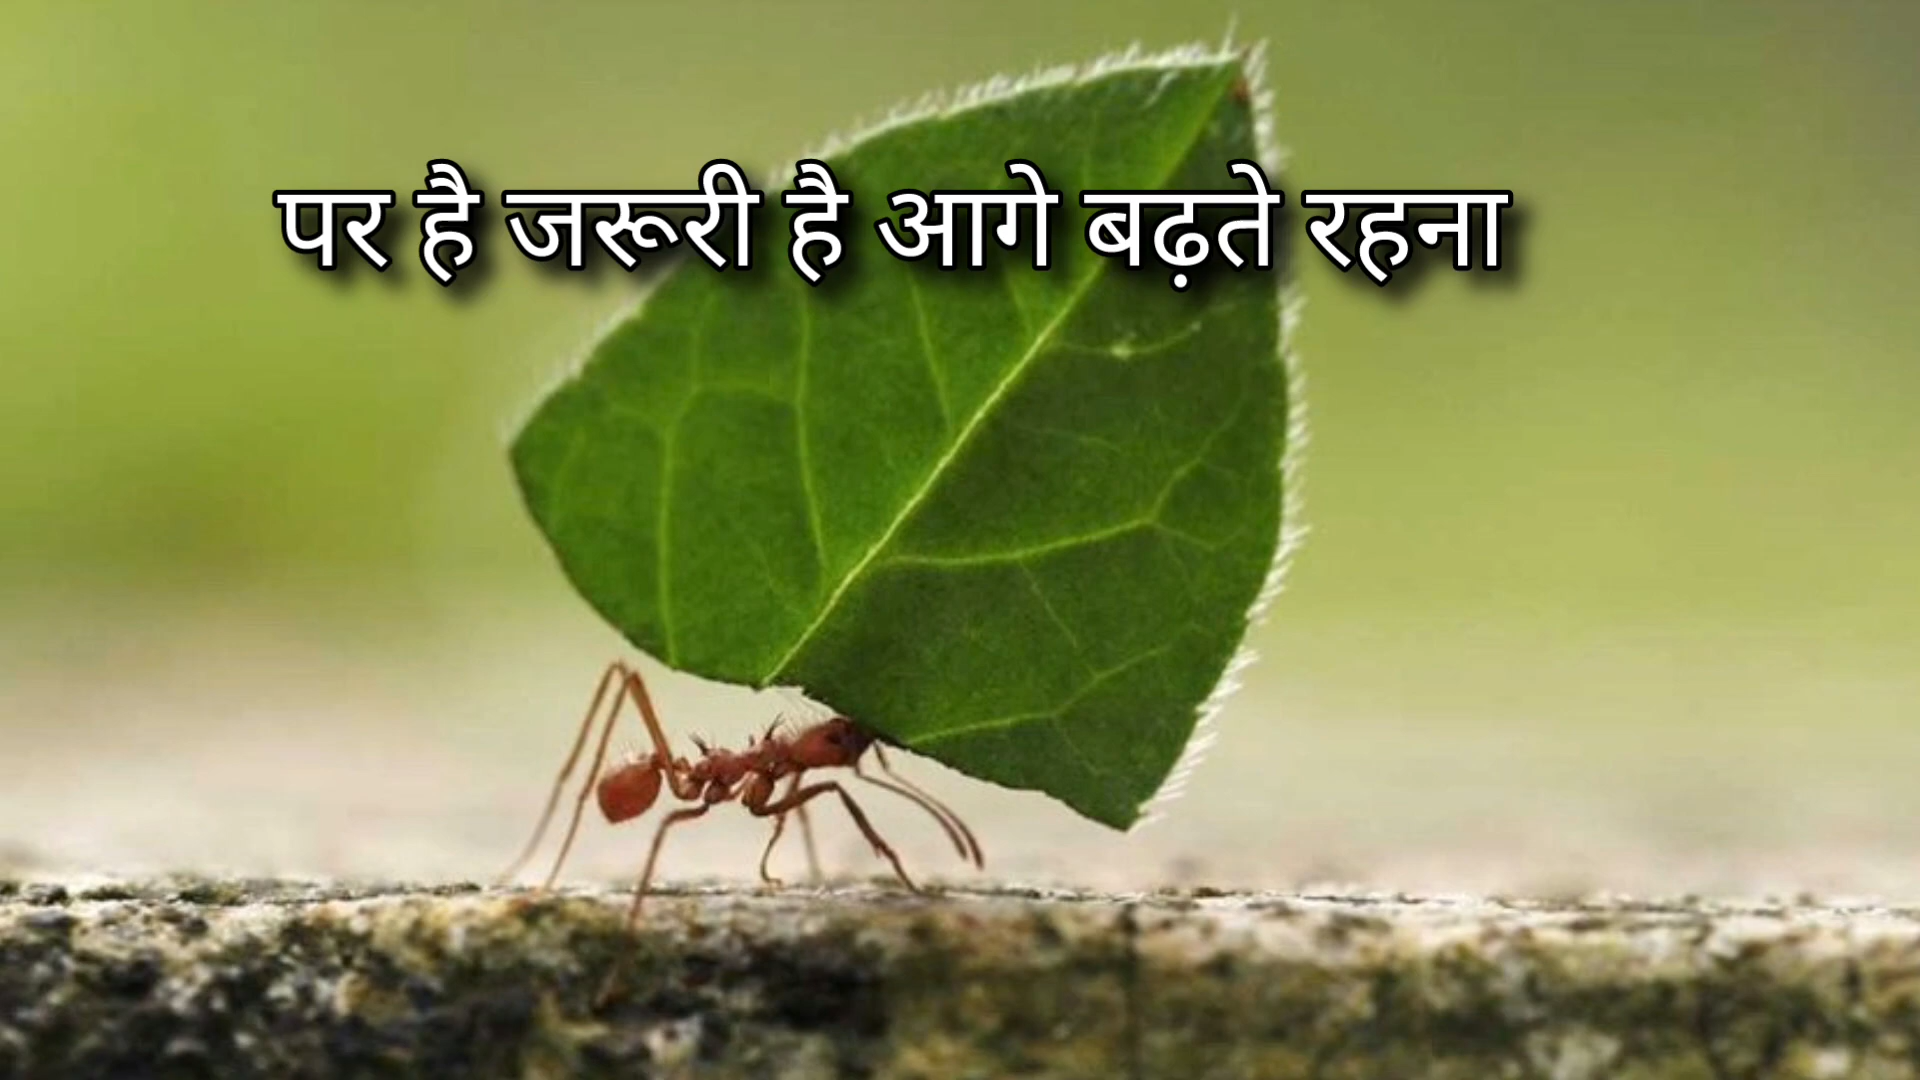 पर है जरूरी है आगे बढ़ते रहना